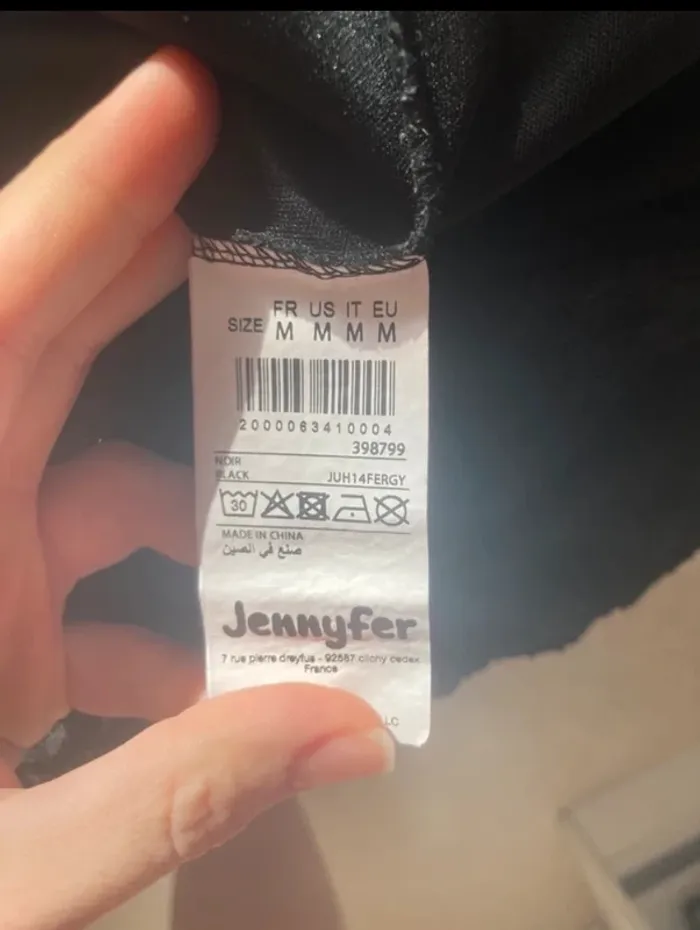 FR US IT EU
SIZE M M M M
2000063410004
398799
NOIR
BLACK JUH14FERGY
30
MADE IN CHINA
صنع في الصين
Jennyfer
7 rue pierre dreyfus - 92587 clichy cedex
France
LC